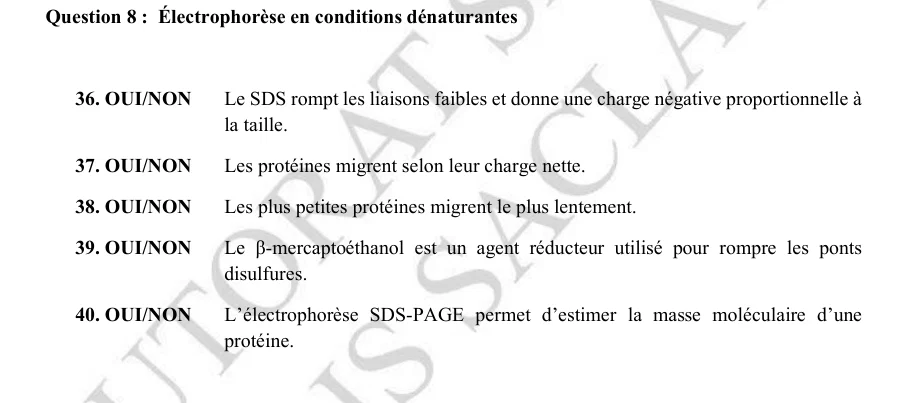 Question 8 : Électrophorèse en conditions dénaturantes
36. OUI/NON Le SDS rompt les liaisons faibles et donne une charge négative proportionnelle à
la taille.
37. OUI/NON Les protéines migrent selon leur charge nette.
38. OUI/NON Les plus petites protéines migrent le plus lentement.
39. OUI/NON Le β-mercaptoéthanol est un agent réducteur utilisé pour rompre les ponts
disulfures.
40. OUI/NON L’électrophorèse SDS-PAGE permet d’estimer la masse moléculaire d’une
protéine.